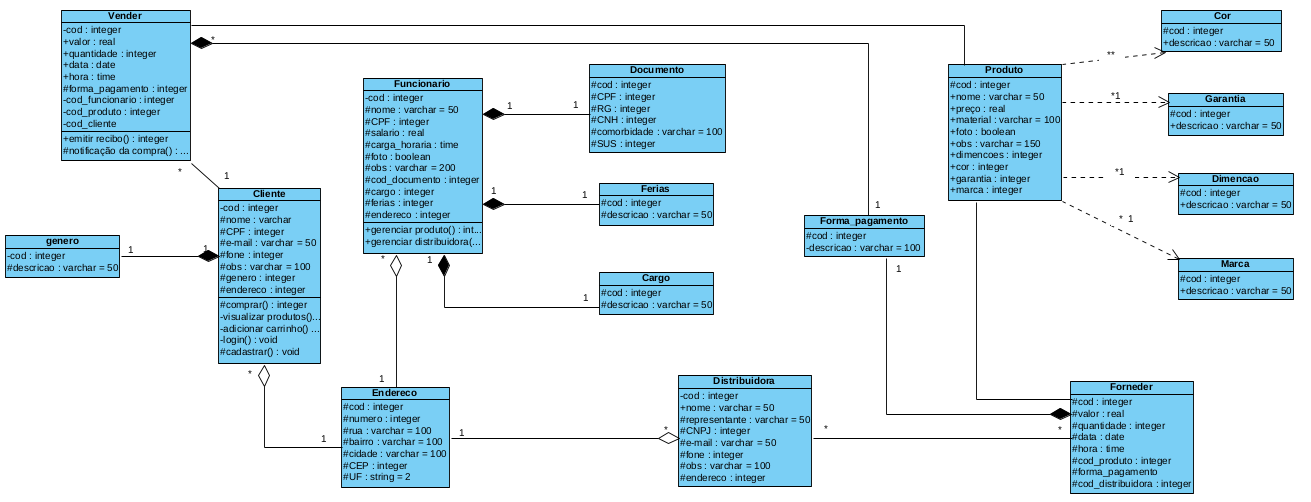 Vender
-cod : integer
+valor : real
+quantidade : integer
+data : date
+hora : time
#forma_pagamento : integer
-cod_funcionario : integer
-cod_produto : integer
-cod_cliente
+emitir recibo() : integer
#notificação da compra() : ...
*
*
1
Cliente
-cod : integer
#nome : varchar
#CPF : integer
#e-mail : varchar = 50
#fone : integer
#obs : varchar = 100
#genero : integer
#endereco : integer
#comprar() : integer
-visualizar produtos()...
-adicionar carrinho() ...
-login() : void
#cadastrar() : void
genero
-cod : integer
#descricao : varchar = 50
1
1
*
1
Funcionario
-cod : integer
#nome : varchar = 50
#CPF : integer
#salario : real
#carga_horaria : time
#foto : boolean
#obs : varchar = 200
#cod_documento : integer
#cargo : integer
#ferias : integer
#endereco : integer
+gerenciar produto() : int...
+gerenciar distribuidora(...
1
1
1
1
*
1
1
1
Documento
#cod : integer
#CPF : integer
#RG : integer
#CNH : integer
#comorbidade : varchar = 100
#SUS : integer
Ferias
#cod : integer
#descricao : varchar = 50
Cargo
#cod : integer
#descricao : varchar = 50
Endereco
#cod : integer
#numero : integer
#rua : varchar = 100
#bairro : varchar = 100
#cidade : varchar = 100
#CEP : integer
#UF : string = 2
1
*
Distribuidora
-cod : integer
+nome : varchar = 50
#representante : varchar = 50
#CNPJ : integer
#e-mail : varchar = 50
#fone : integer
#obs : varchar = 100
#endereco : integer
*
*
1
Forma_pagamento
#cod : integer
-descricao : varchar = 100
1
Produto
#cod : integer
+nome : varchar = 50
+preço : real
+material : varchar = 100
+foto : boolean
+obs : varchar = 150
+dimencoes : integer
+cor : integer
+garantia : integer
+marca : integer
**
*1
*1
* 1
Cor
#cod : integer
+descricao : varchar = 50
Garantia
#cod : integer
+descricao : varchar = 50
Dimencao
#cod : integer
+descricao : varchar = 50
Marca
#cod : integer
+descricao : varchar = 50
Forneder
#cod : integer
#valor : real
#quantidade : integer
#data : date
#hora : time
#cod_produto : integer
#forma_pagamento
#cod_distribuidora : integer